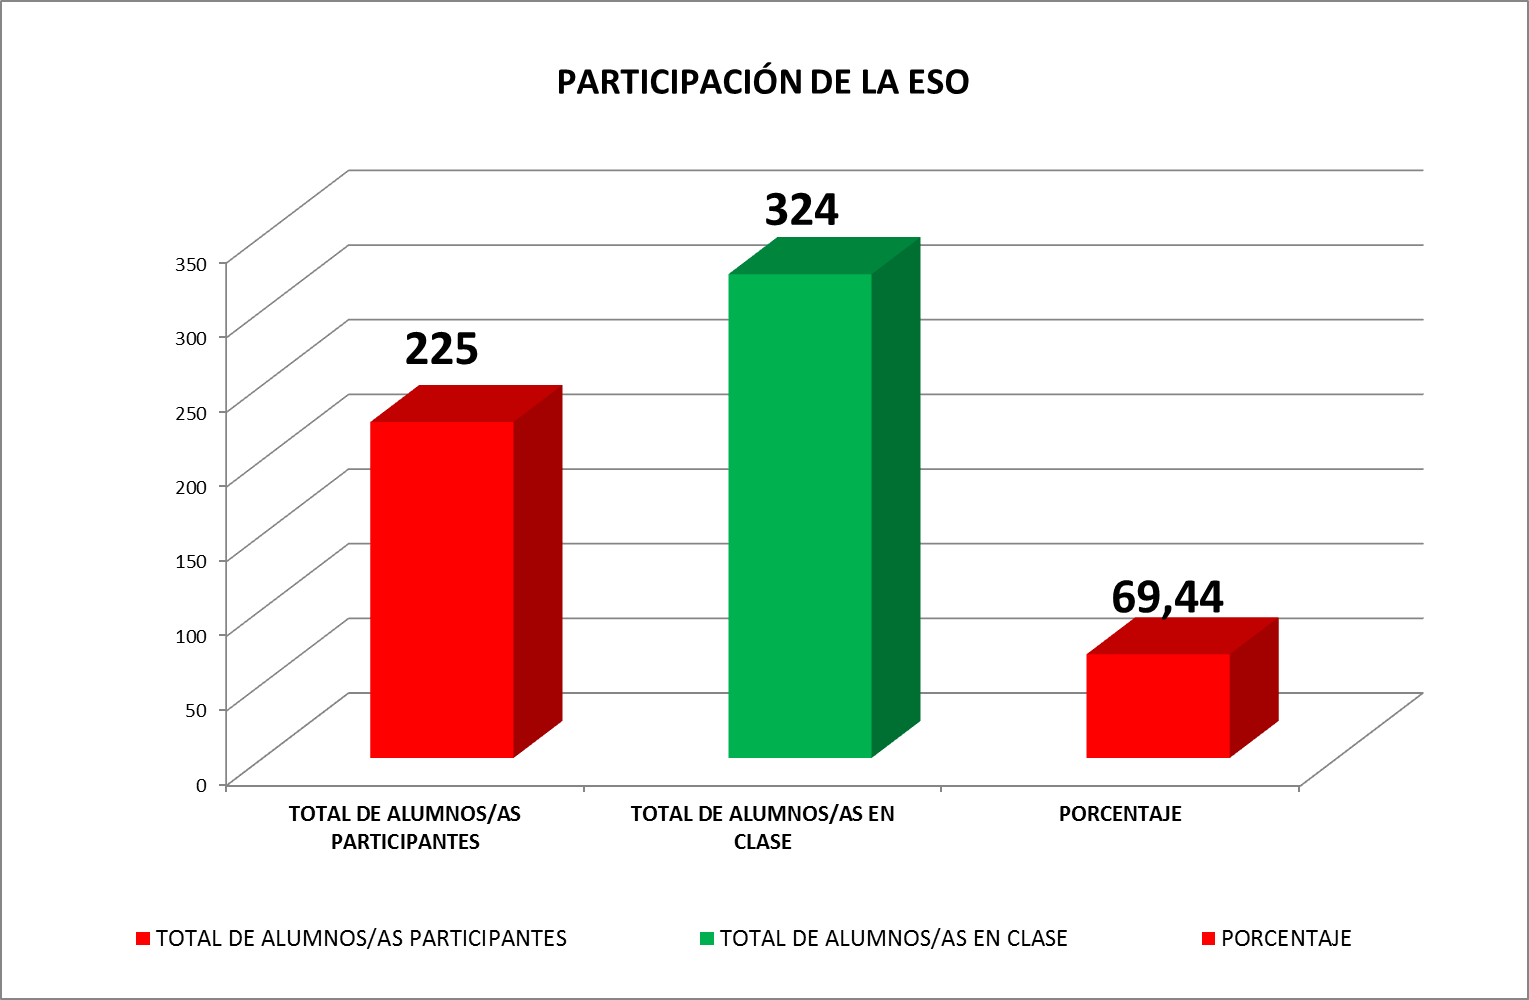 PARTICIPACIÓN DE LA ESO
350
300
250
200
150
100
50
0
225
324
69,44
TOTAL DE ALUMNOS/AS
PARTICIPANTES
TOTAL DE ALUMNOS/AS EN
CLASE
PORCENTAJE
TOTAL DE ALUMNOS/AS PARTICIPANTES
TOTAL DE ALUMNOS/AS EN CLASE
PORCENTAJE